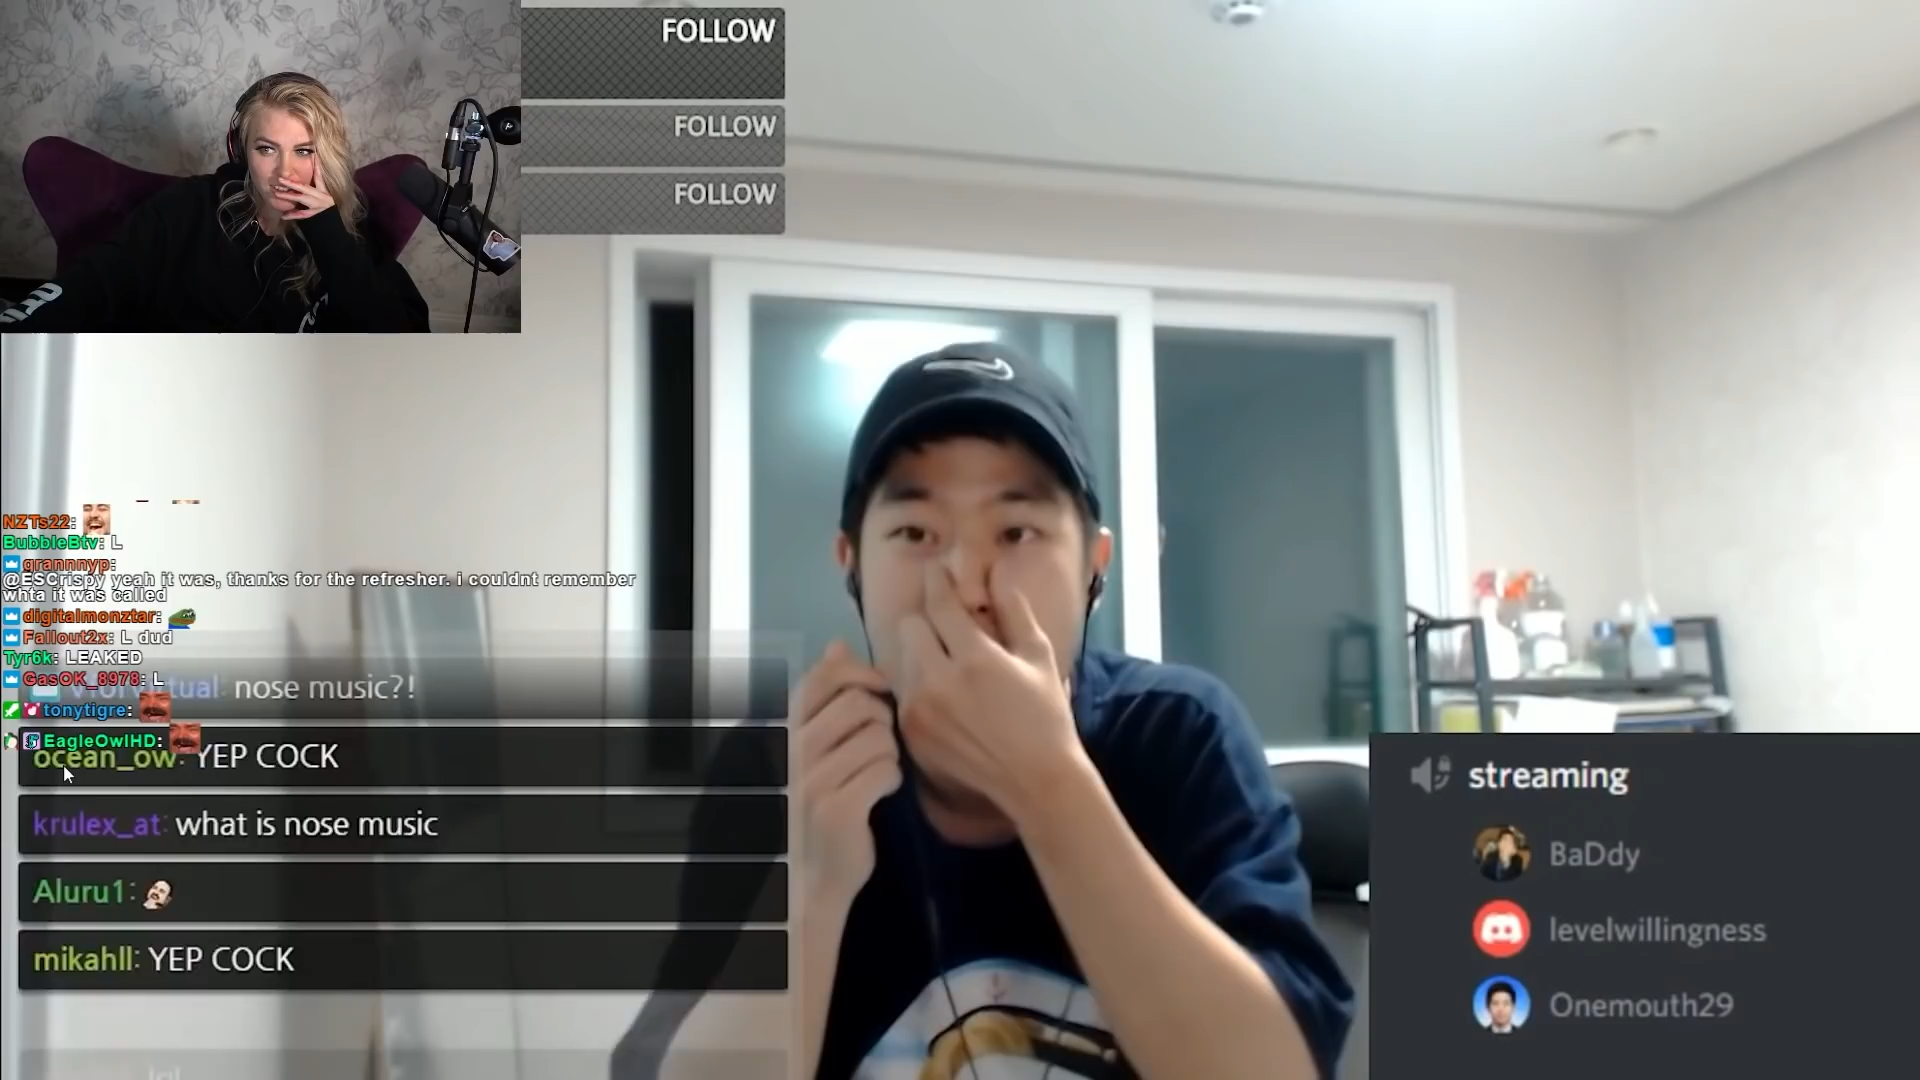 FOLLOW
FOLLOW
FOLLOW
NZTs22:
BubbleBtv: L
grannnyp:
@ESCrispy yeah it was, thanks for the refresher. i couldnt remember
whta it was called
digitalmonztar:
Fallout2x: L dud
Tyr6k: LEAKED
GasOK_8978: L
nose music?!
tonytigre:
EagleOwlHD:
ocean_ow: YEP COCK
krulex_at: what is nose music
Aluru1:
mikahll: YEP COCK
streaming
BaDdy
levelwillingness
Onemouth29